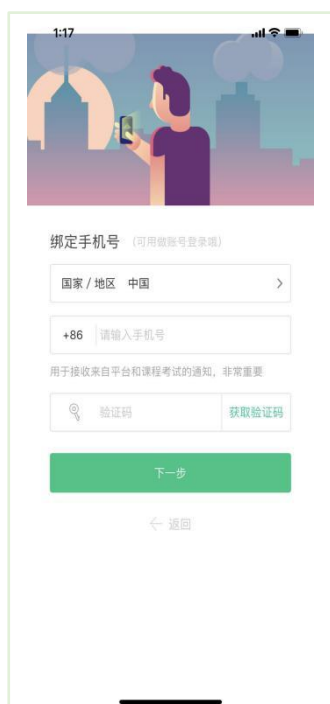 1:17
绑定手机号 (可用做账号登录哦)
国家 / 地区 中国
+86 请输入手机号
用于接收来自平台和课程考试的通知，非常重要
验证码 获取验证码
下一步
← 返回